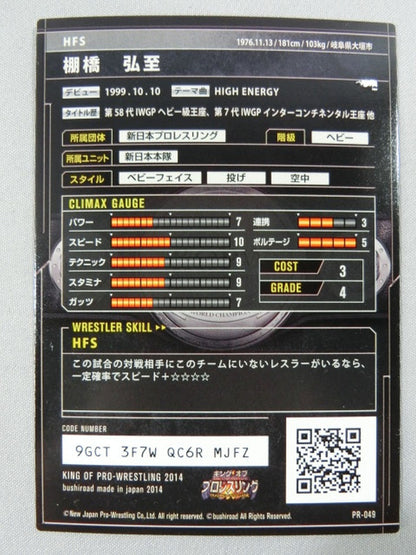 HFS
1976.11.13/181cm/103kg/岐阜県大垣市
棚橋 弘至
デビュー 1999.10.10 テーマ曲 HIGH ENERGY
タイトル歴 第58代IWGPヘビー級王座、第7代IWGPインターコンチネンタル王座 他
所属団体 新日本プロレスリング 階級 ヘビー
所属ユニット 新日本本隊
スタイル ベビーフェイス 投げ 空中
CLIMAX GAUGE
パワー 7 連携 3
スピード 10 ボルテージ 5
テクニック 9 COST 3
スタミナ 9 GRADE 4
ガッツ 7
WORLD CHAMPION
WRESTLER SKILL ▸▸
HFS
この試合の対戦相手にこのチームにいないレスラーがいるなら、
一定確率でスピード+☆☆☆☆
CODE NUMBER
9GCT 3F7W QC6R MJFZ
KING OF PRO-WRESTLING 2014
bushiroad made in japan 2014
キング オブ
プロレスリング
©New Japan Pro-Wrestling Co.,Ltd. All right reserved. ©bushiroad All Rights Reserved. PR-049